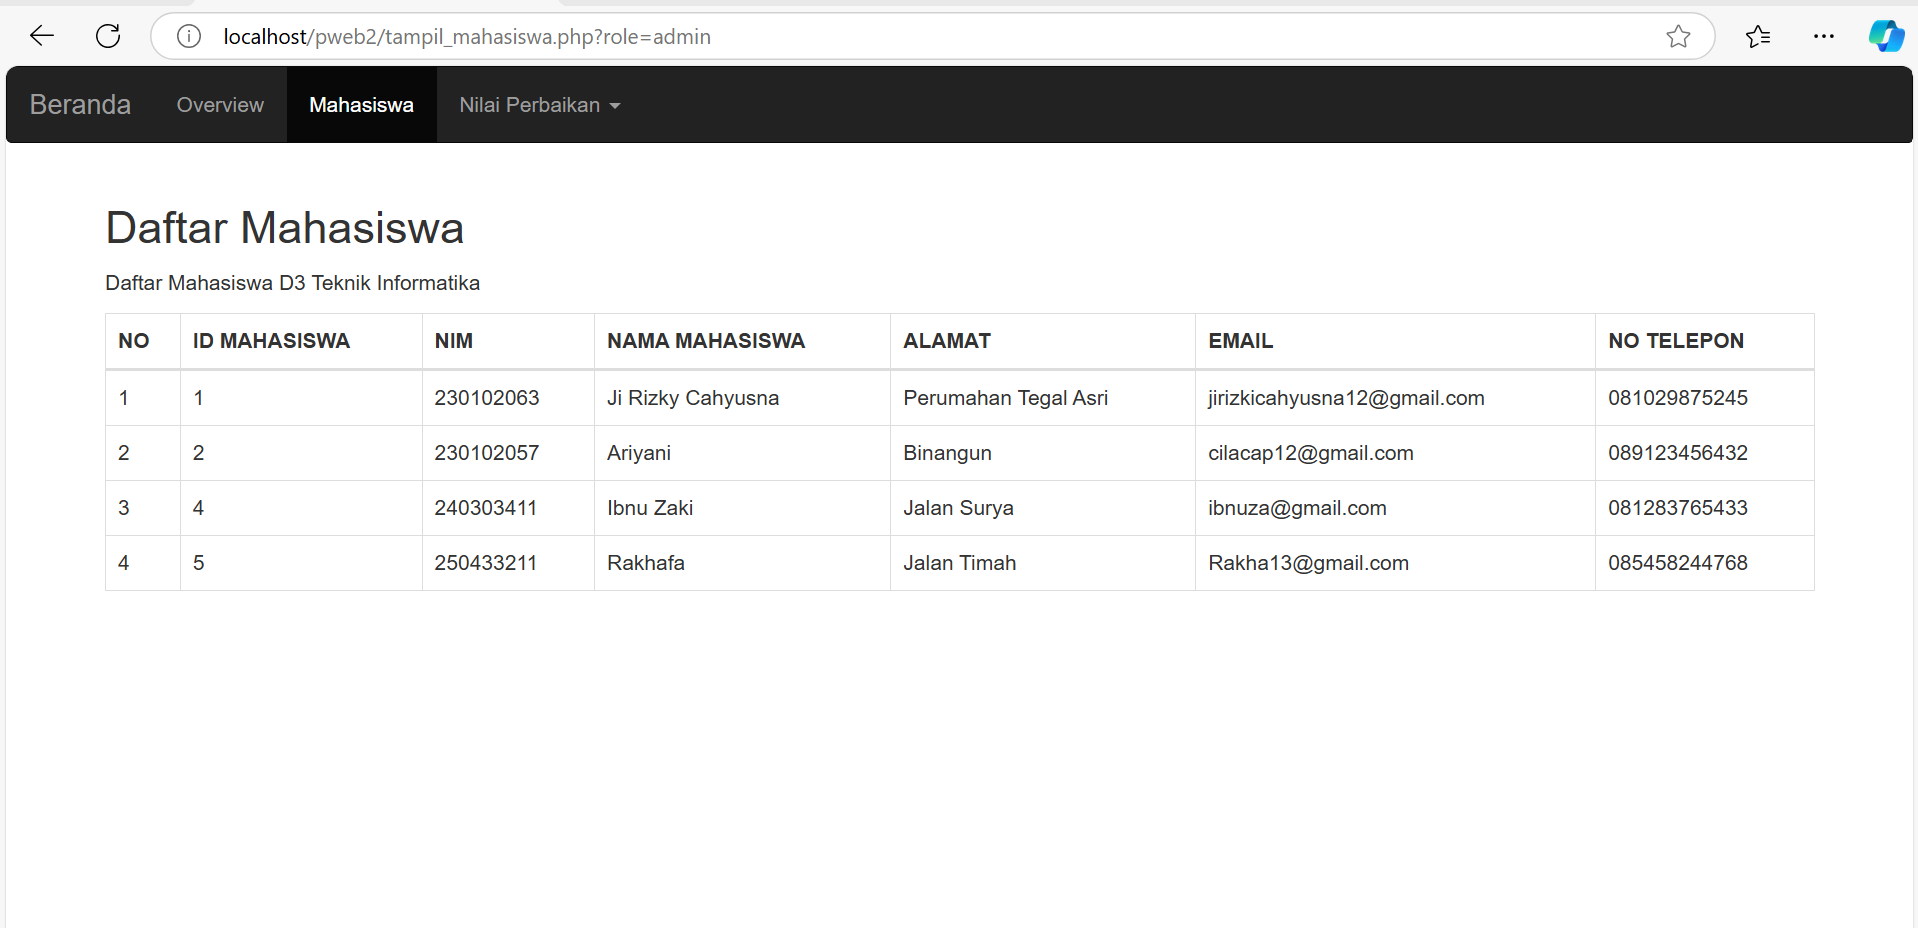 localhost/pweb2/tampil_mahasiswa.php?role=admin
Beranda Overview Mahasiswa Nilai Perbaikan
Daftar Mahasiswa
Daftar Mahasiswa D3 Teknik Informatika
NO ID MAHASISWA NIM NAMA MAHASISWA ALAMAT EMAIL NO TELEPON
1 1 230102063 Ji Rizky Cahyusna Perumahan Tegal Asri jirizkicahyusna12@gmail.com 081029875245
2 2 230102057 Ariyani Binangun cilacap12@gmail.com 089123456432
3 4 240303411 Ibnu Zaki Jalan Surya ibnuza@gmail.com 081283765433
4 5 250433211 Rakhafa Jalan Timah Rakha13@gmail.com 085458244768